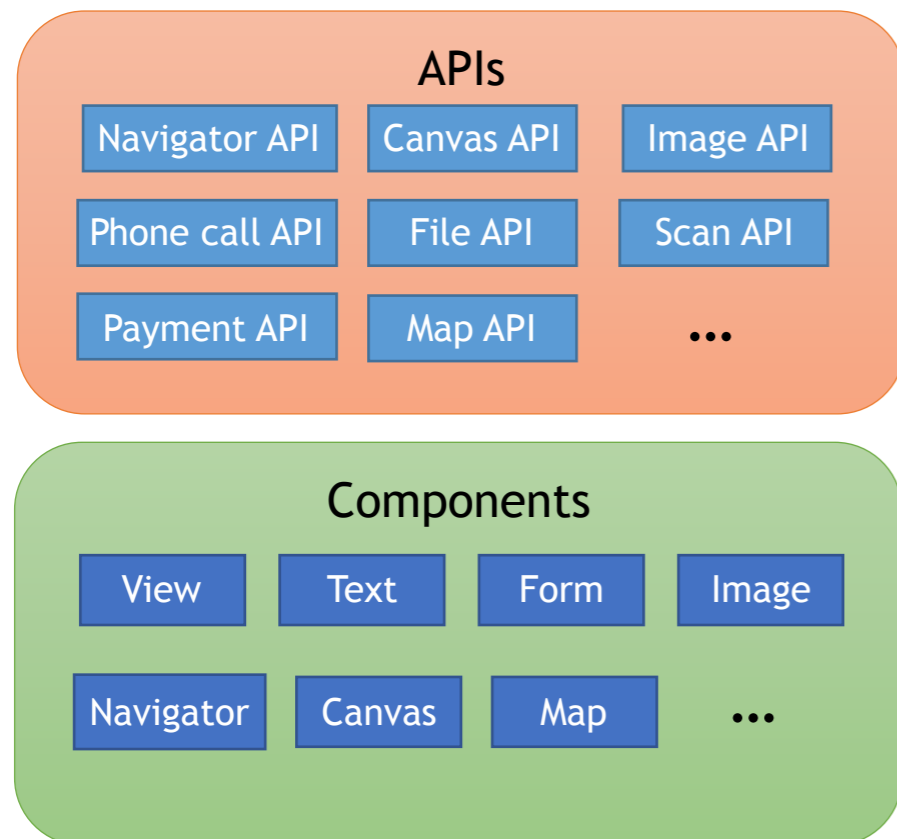 APIs
Navigator API Canvas API Image API
Phone call API File API Scan API
Payment API Map API ...
Components
View Text Form Image
Navigator Canvas Map ...